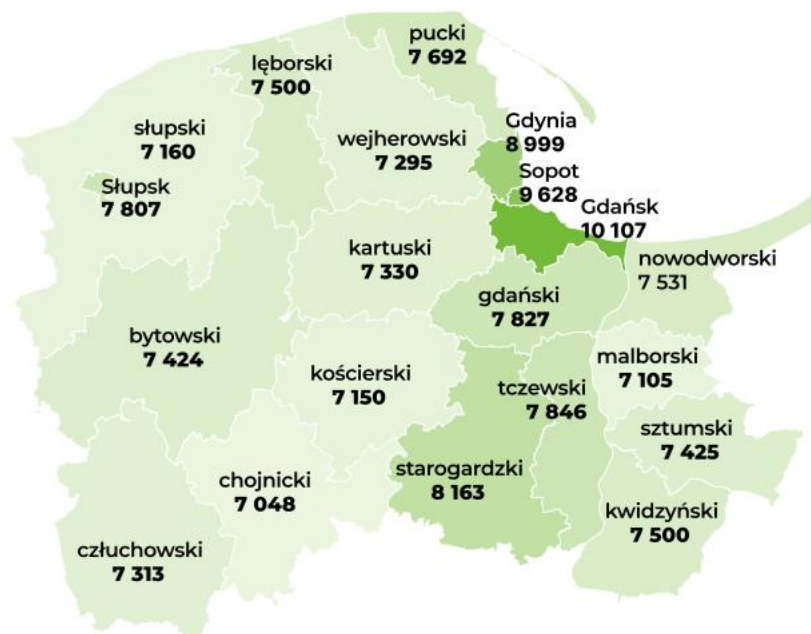 pucki
7 692
lęborski
7 500
słupski
7 160
wejherowski
7 295
Gdynia
8 999
Sopot
9 628
Słupsk
7 807
Gdańsk
10 107
kartuski
7 330
nowodworski
7 531
gdański
7 827
bytowski
7 424
kościerski
7 150
malborski
7 105
tczewski
7 846
sztumski
7 425
starogardzki
8 163
chojnicki
7 048
kwidzyński
7 500
człuchowski
7 313